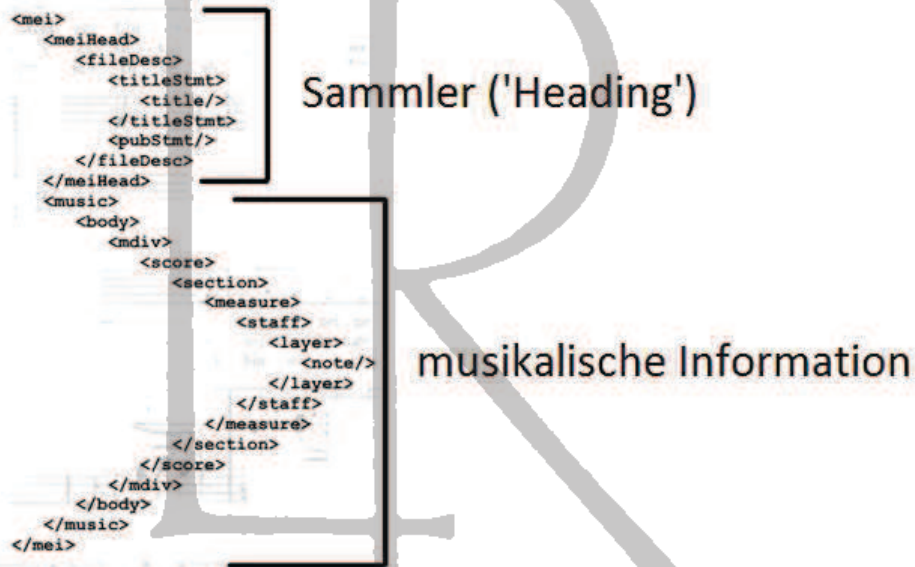 <mei>
<meiHead>
<fileDesc>
<titleStmt>
<title/>
</titleStmt>
<pubStmt/>
</fileDesc>
</meiHead>
<music>
<body>
<mdiv>
<score>
<section>
<measure>
<staff>
<layer>
<note/>
</layer>
</staff>
</measure>
</section>
</score>
</mdiv>
</body>
</music>
</mei>
Sammler ('Heading')
musikalische Information